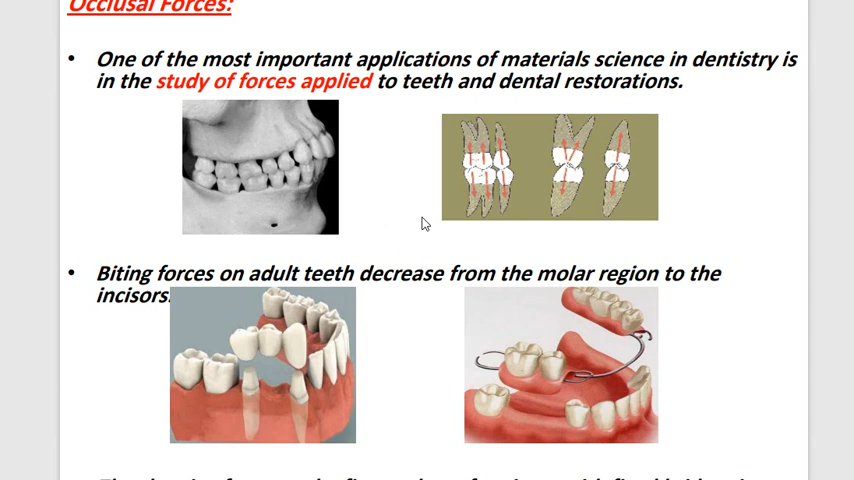 Occlusal Forces:
• One of the most important applications of materials science in dentistry is
in the study of forces applied to teeth and dental restorations.
• Biting forces on adult teeth decrease from the molar region to the
incisors.